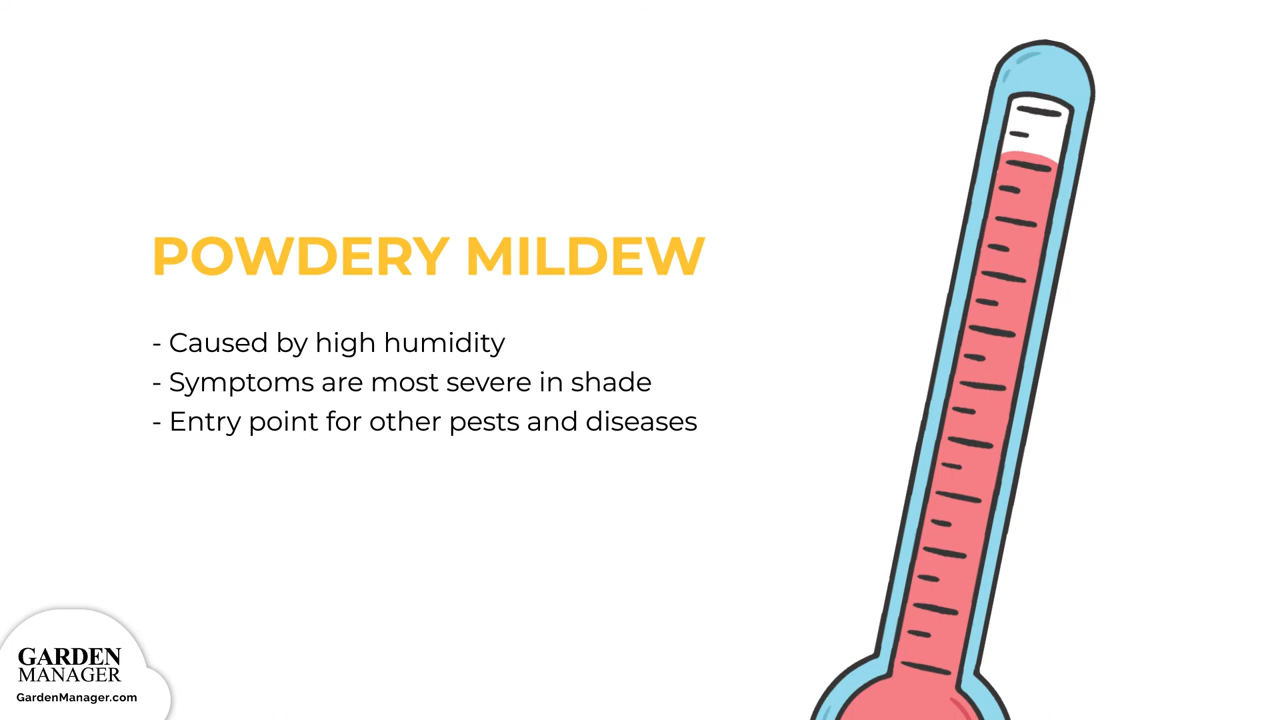 POWDERY MILDEW
- Caused by high humidity
- Symptoms are most severe in shade
- Entry point for other pests and diseases
GARDEN
MANAGER
GardenManager.com